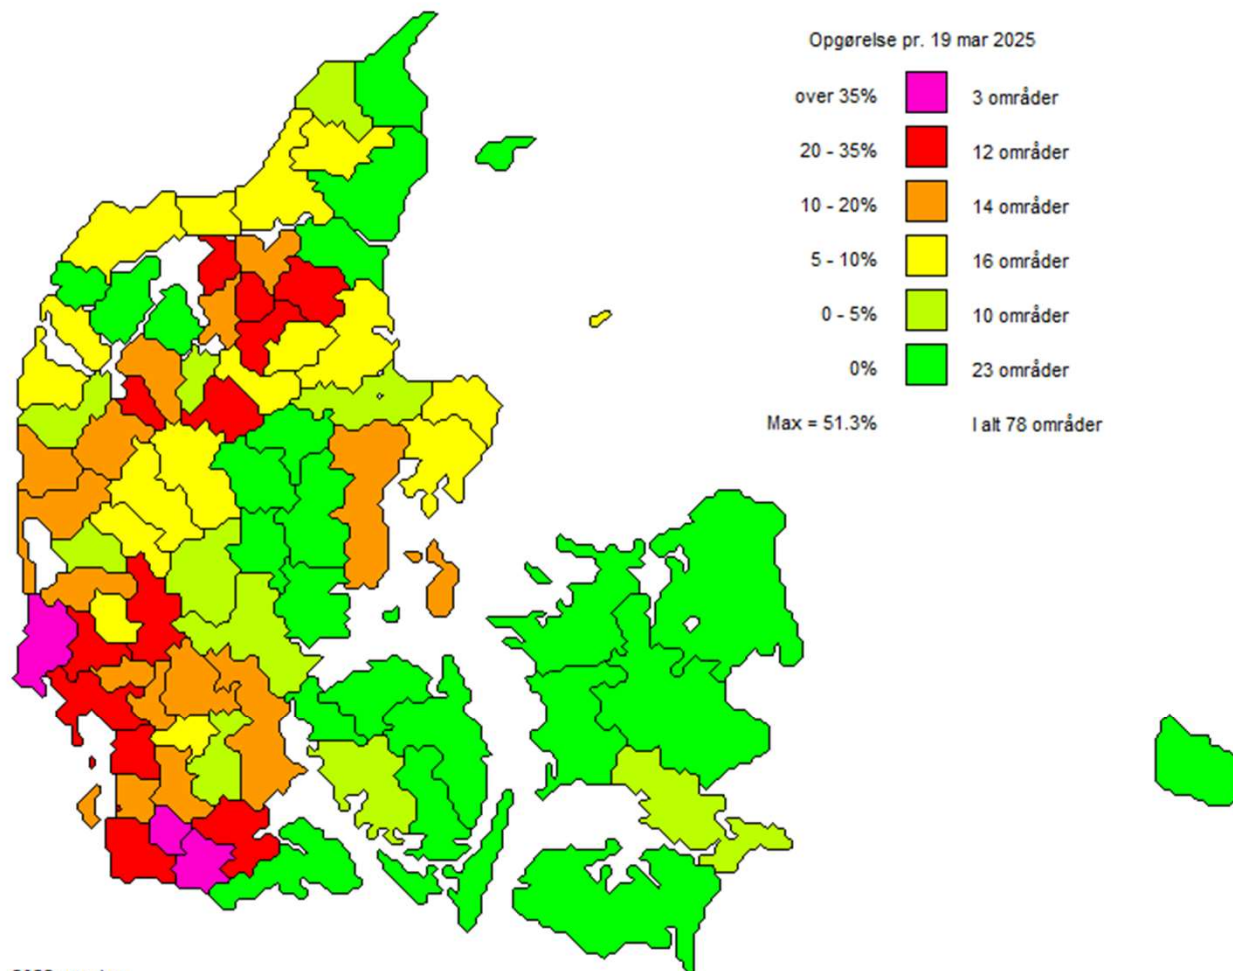 Opgørelse pr. 19 mar 2025
over 35% 3 områder
20 - 35% 12 områder
10 - 20% 14 områder
5 - 10% 16 områder
0 - 5% 10 områder
0% 23 områder
Max = 51.3% I alt 78 områder